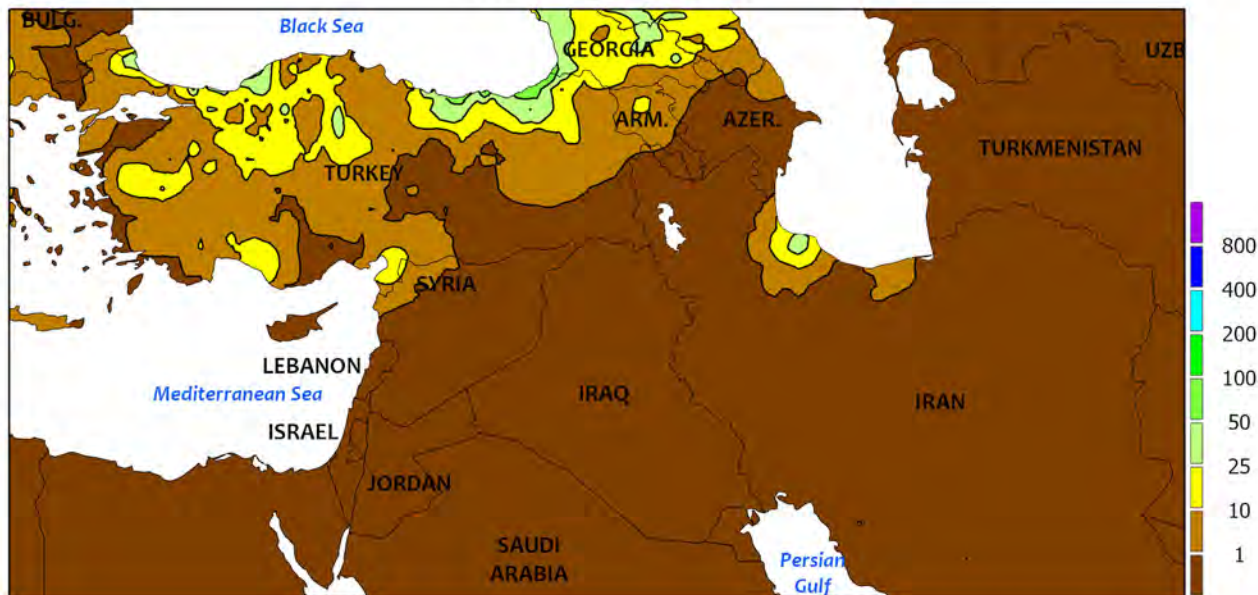 BULG.
Black Sea
GEORGIA
UZB
ARM.
AZER.
TURKMENISTAN
TURKEY
SYRIA
LEBANON
Mediterranean Sea
IRAQ
IRAN
ISRAEL
JORDAN
SAUDI
ARABIA
Persian
Gulf
800
400
200
100
50
25
10
1